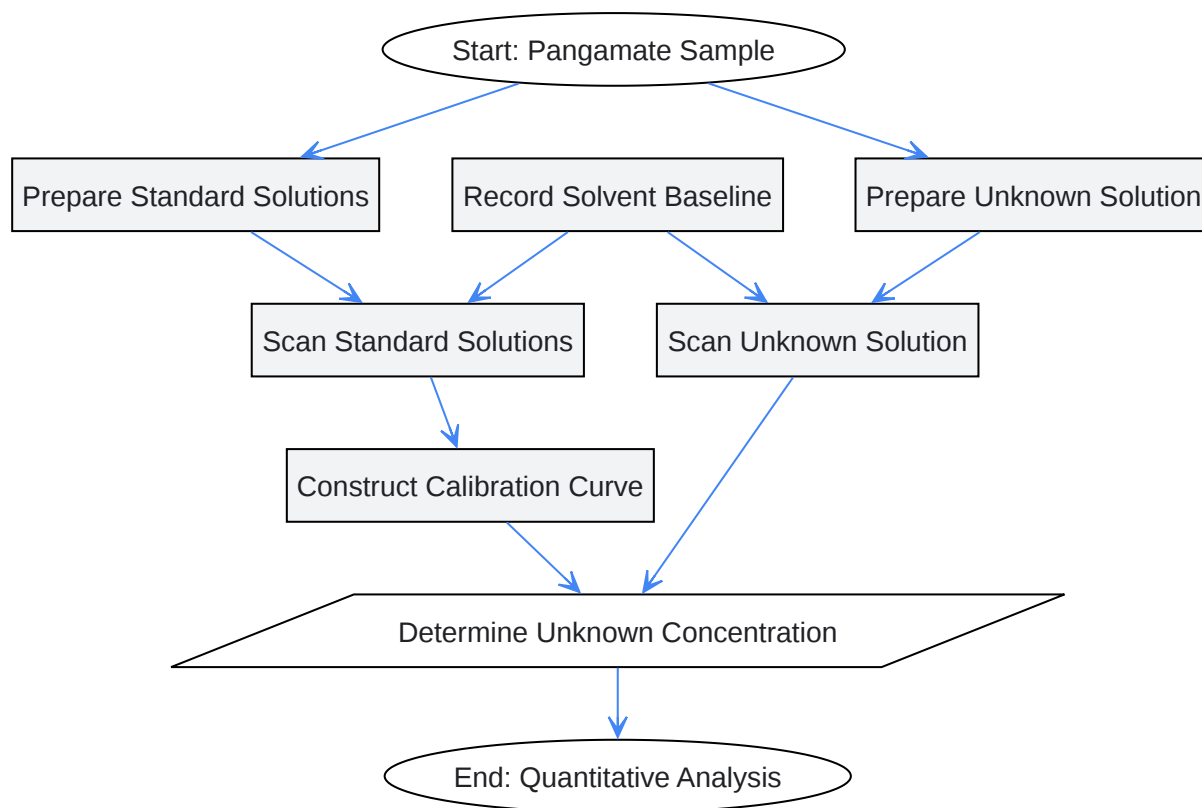 Start: Pangamate Sample
Prepare Standard Solutions
Record Solvent Baseline
Prepare Unknown Solution
Scan Standard Solutions
Scan Unknown Solution
Construct Calibration Curve
Determine Unknown Concentration
End: Quantitative Analysis